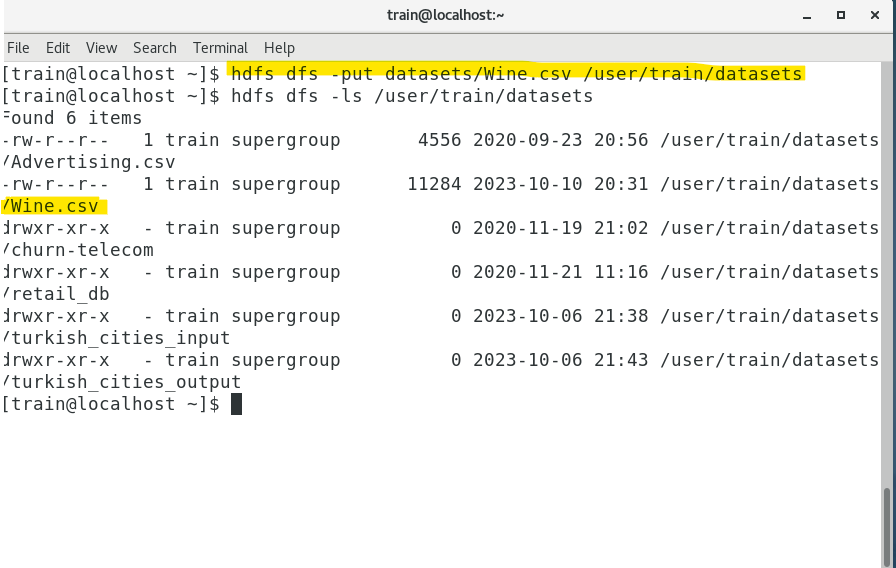 train@localhost:~
File Edit View Search Terminal Help
[train@localhost ~]$ hdfs dfs -put datasets/Wine.csv /user/train/datasets
[train@localhost ~]$ hdfs dfs -ls /user/train/datasets
Found 6 items
-rw-r--r--   1 train supergroup       4556 2020-09-23 20:56 /user/train/datasets
/Advertising.csv
-rw-r--r--   1 train supergroup      11284 2023-10-10 20:31 /user/train/datasets
/Wine.csv
drwxr-xr-x   - train supergroup          0 2020-11-19 21:02 /user/train/datasets
/churn-telecom
drwxr-xr-x   - train supergroup          0 2020-11-21 11:16 /user/train/datasets
/retail_db
drwxr-xr-x   - train supergroup          0 2023-10-06 21:38 /user/train/datasets
/turkish_cities_input
drwxr-xr-x   - train supergroup          0 2023-10-06 21:43 /user/train/datasets
/turkish_cities_output
[train@localhost ~]$